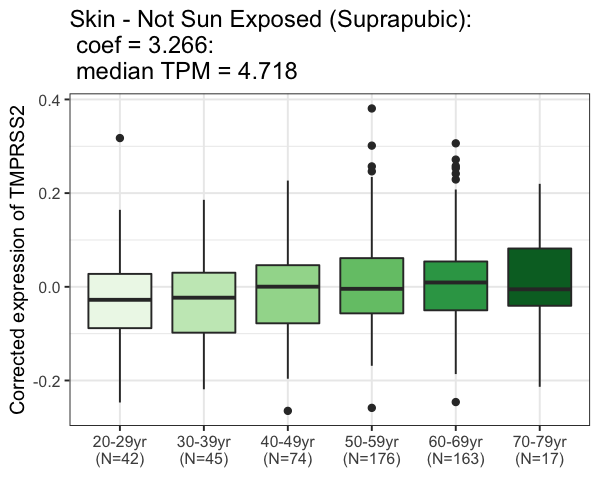 Skin - Not Sun Exposed (Suprapubic):
coef = 3.266:
median TPM = 4.718
Corrected expression of TMPRSS2
0.4
0.2
0.0
-0.2
20-29yr 30-39yr 40-49yr 50-59yr 60-69yr 70-79yr
(N=42) (N=45) (N=74) (N=176) (N=163) (N=17)